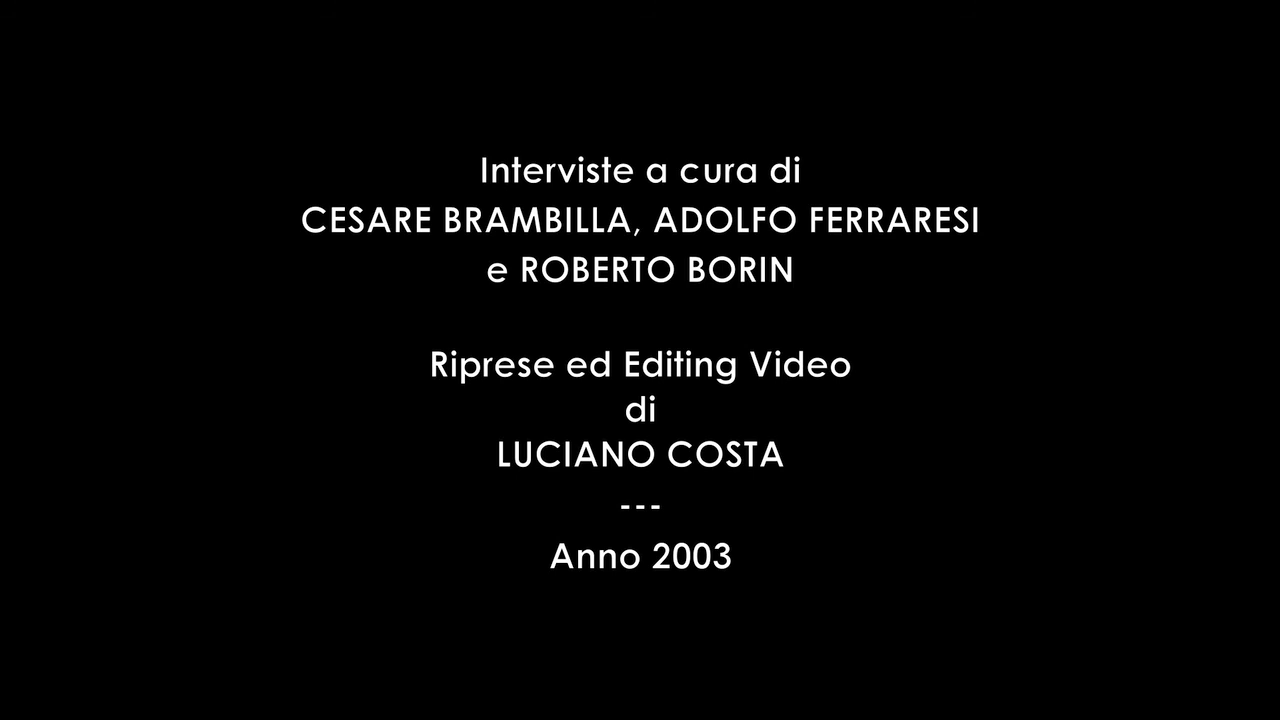 Interviste a cura di
CESARE BRAMBILLA, ADOLFO FERRARESI
e ROBERTO BORIN
Riprese ed Editing Video
di
LUCIANO COSTA
---
Anno 2003